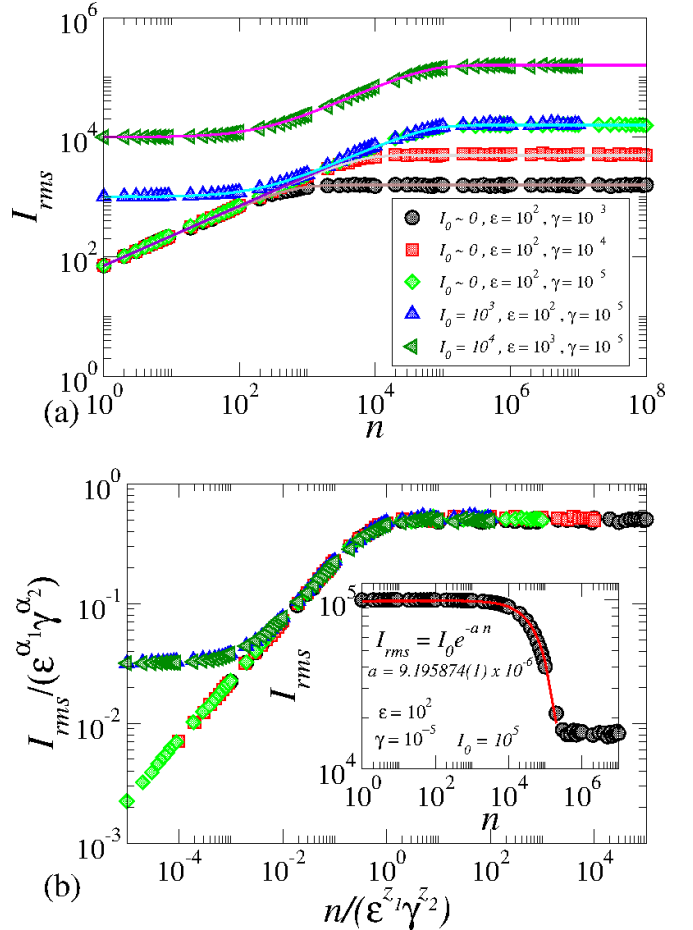 10^6
10^4
10^2
10^0
I_rms
I_0 ~ 0 , ε = 10^2 , γ = 10^-3
I_0 ~ 0 , ε = 10^2 , γ = 10^-4
I_0 ~ 0 , ε = 10^2 , γ = 10^-5
I_0 = 10^3 , ε = 10^2 , γ = 10^-5
I_0 = 10^4 , ε = 10^3 , γ = 10^-5
10^0 10^2 10^4 10^6 10^8
(a) n
10^0
10^-1
10^-2
10^-3
I_rms/(ε^α_1 γ^α_2)
10^5
10^4
I_rms
I_rms = I_0 e^-a n
a = 9.195874(1) x 10^-6
ε = 10^2
γ = 10^-5 I_0 = 10^5
10^0 10^2 10^4 10^6
n
10^-4 10^-2 10^0 10^2 10^4
(b) n/(ε^z_1 γ^z_2)